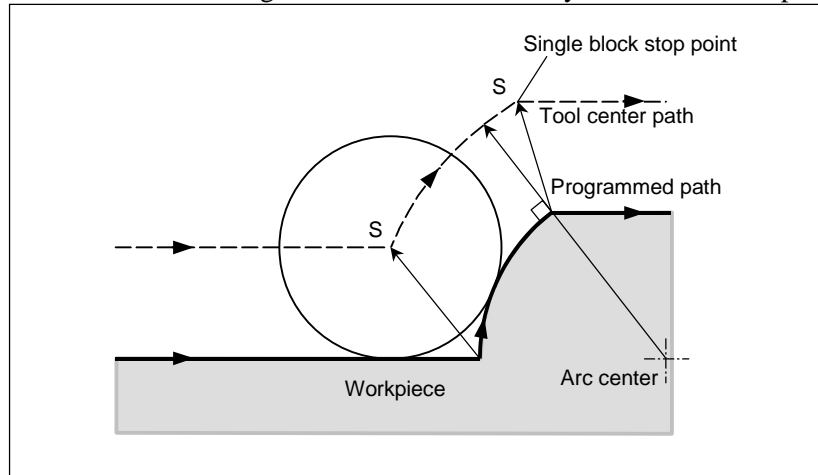 Single block stop point
S
Tool center path
Programmed path
S
Arc center
Workpiece